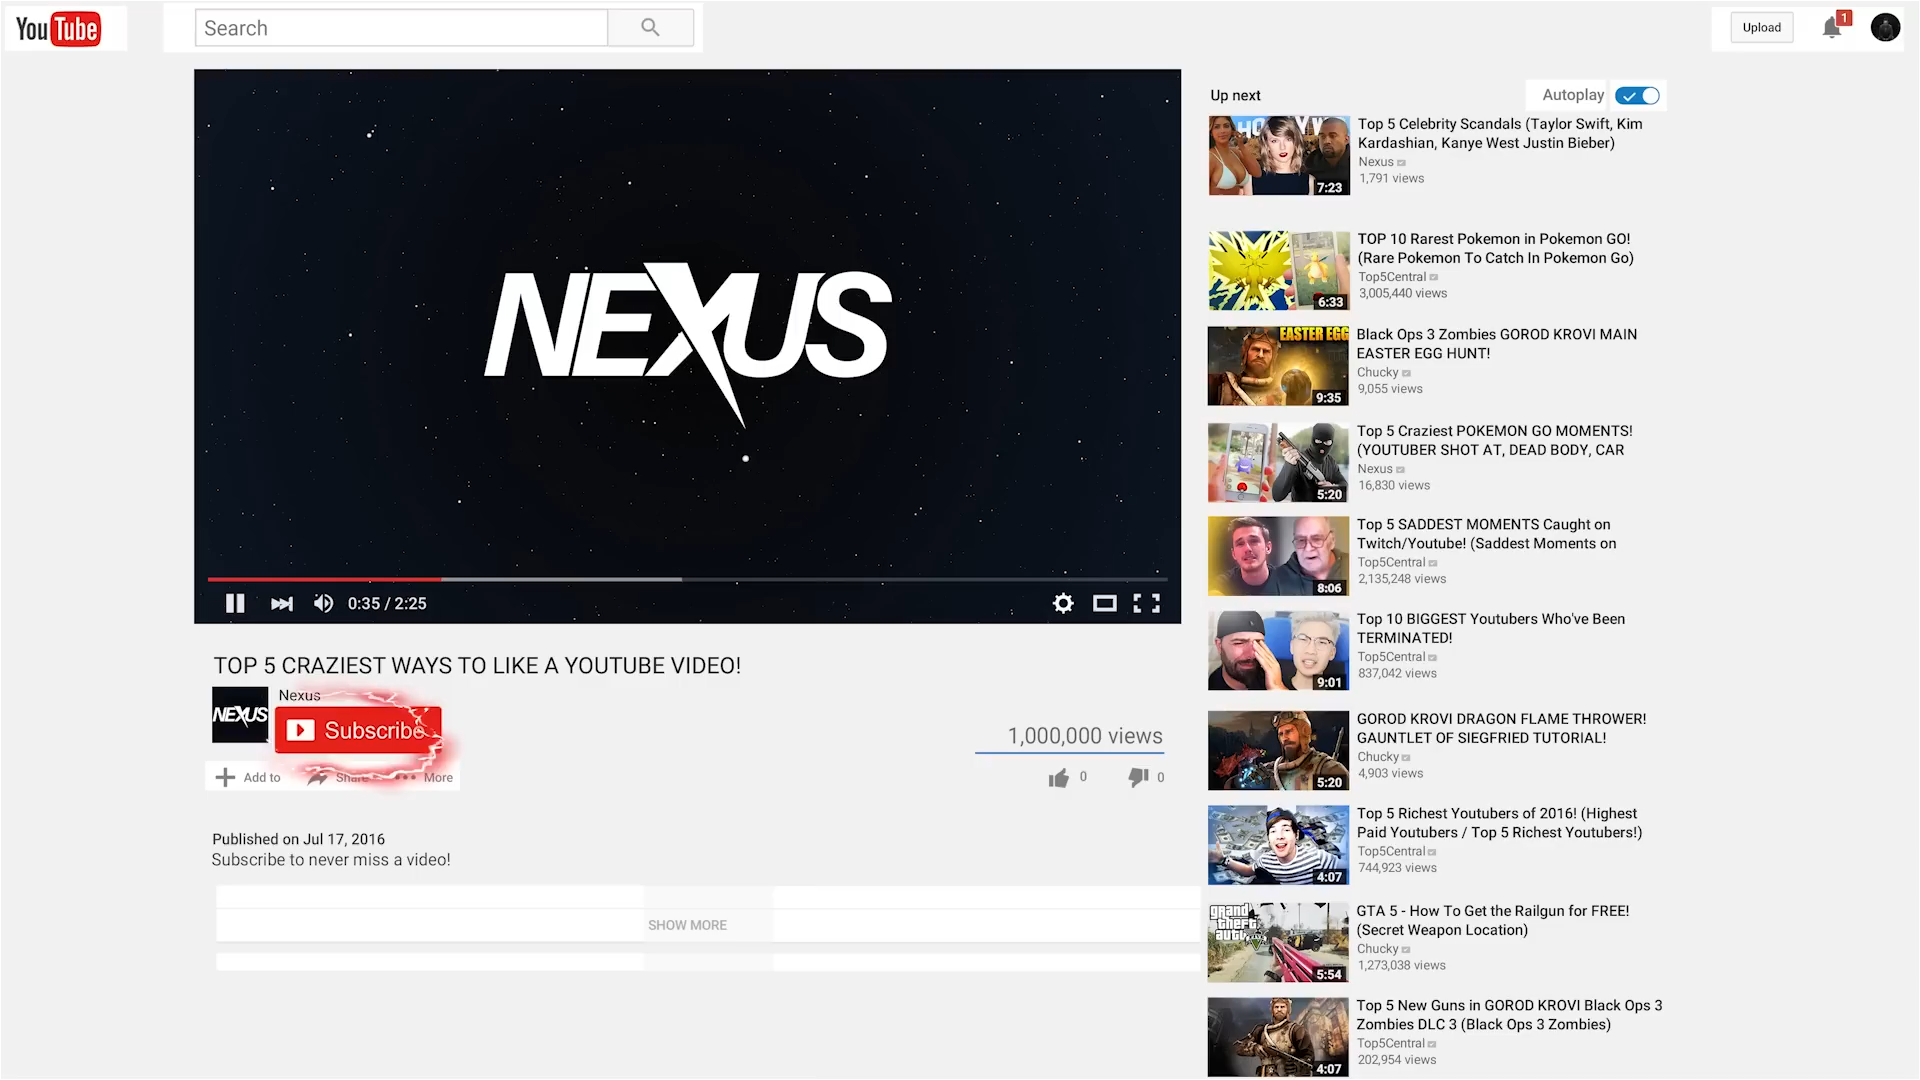 YouTube
Search
Upload
1
NEXUS
0:35 / 2:25
TOP 5 CRAZIEST WAYS TO LIKE A YOUTUBE VIDEO!
NEXUS
Nexus
Subscribe
Add to
Share
More
1,000,000 views
0
0
Published on Jul 17, 2016
Subscribe to never miss a video!
SHOW MORE
Up next
Autoplay
7:23
Top 5 Celebrity Scandals (Taylor Swift, Kim
Kardashian, Kanye West Justin Bieber)
Nexus
1,791 views
6:33
TOP 10 Rarest Pokemon in Pokemon GO!
(Rare Pokemon To Catch In Pokemon Go)
Top5Central
3,005,440 views
EASTER EGG
9:35
Black Ops 3 Zombies GOROD KROVI MAIN
EASTER EGG HUNT!
Chucky
9,055 views
5:20
Top 5 Craziest POKEMON GO MOMENTS!
(YOUTUBER SHOT AT, DEAD BODY, CAR
Nexus
16,830 views
8:06
Top 5 SADDEST MOMENTS Caught on
Twitch/Youtube! (Saddest Moments on
Top5Central
2,135,248 views
9:01
Top 10 BIGGEST Youtubers Who've Been
TERMINATED!
Top5Central
837,042 views
5:20
GOROD KROVI DRAGON FLAME THROWER!
GAUNTLET OF SIEGFRIED TUTORIAL!
Chucky
4,903 views
4:07
Top 5 Richest Youtubers of 2016! (Highest
Paid Youtubers / Top 5 Richest Youtubers!)
Top5Central
744,923 views
grand
theft
auto
5:54
GTA 5 - How To Get the Railgun for FREE!
(Secret Weapon Location)
Chucky
1,273,038 views
4:07
Top 5 New Guns in GOROD KROVI Black Ops 3
Zombies DLC 3 (Black Ops 3 Zombies)
Top5Central
202,954 views